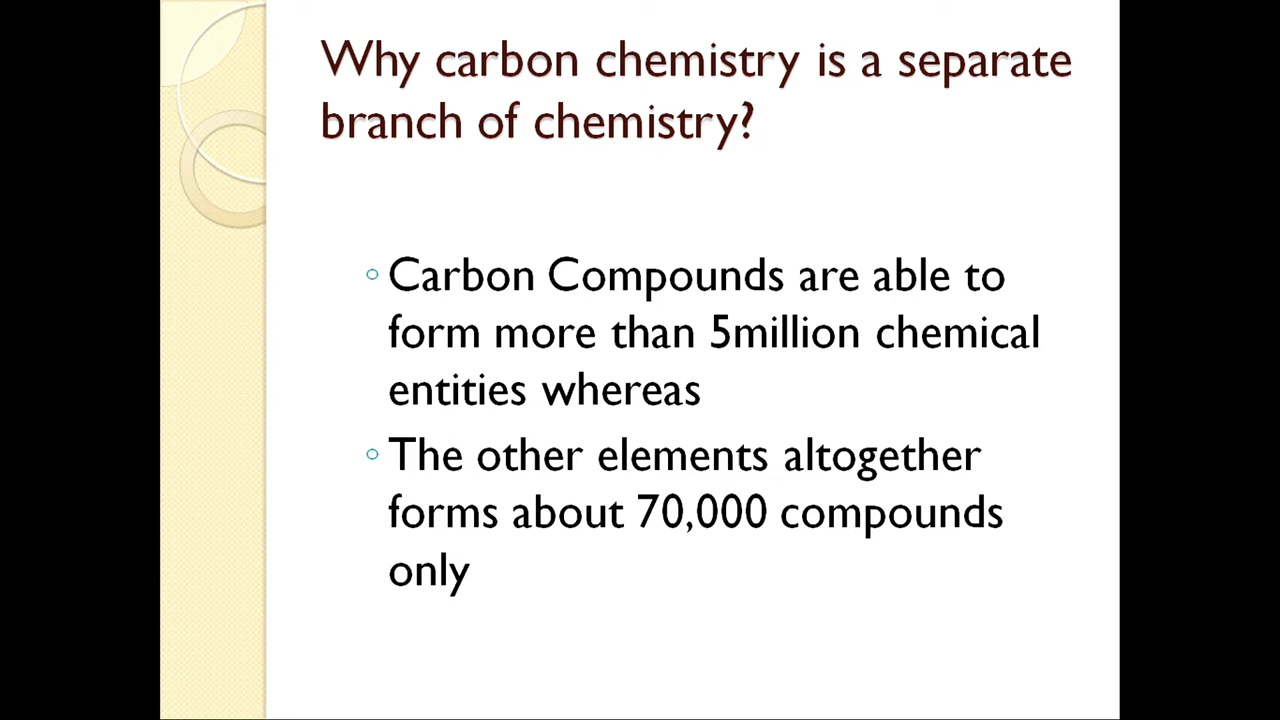 Why carbon chemistry is a separate
branch of chemistry?
◦ Carbon Compounds are able to
form more than 5million chemical
entities whereas
◦ The other elements altogether
forms about 70,000 compounds
only